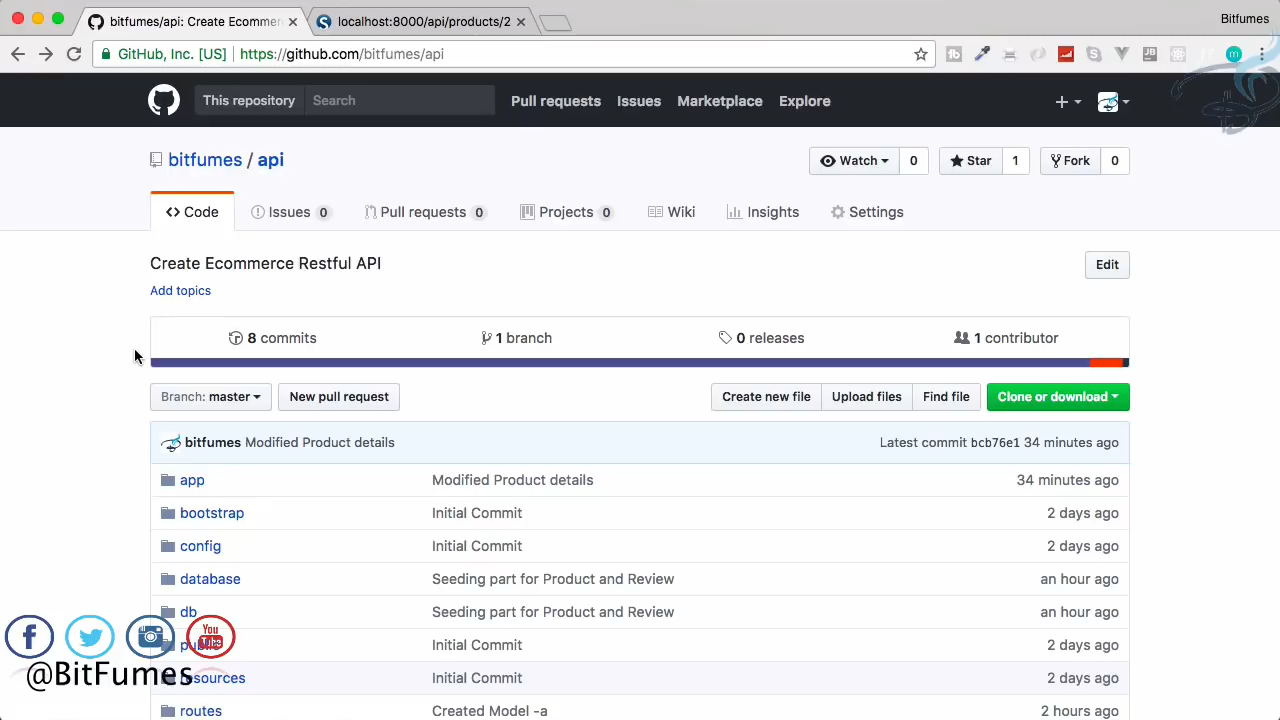 bitfumes/api: Create Ecommer
localhost:8000/api/products/2
Bitfumes
GitHub, Inc. [US]
https://github.com/bitfumes/api
This repository
Search
Pull requests
Issues
Marketplace
Explore
bitfumes / api
Watch 0
Star 1
Fork 0
Code
Issues 0
Pull requests 0
Projects 0
Wiki
Insights
Settings
Create Ecommerce Restful API
Edit
Add topics
8 commits
1 branch
0 releases
1 contributor
Branch: master
New pull request
Create new file
Upload files
Find file
Clone or download
bitfumes Modified Product details
Latest commit bcb76e1 34 minutes ago
app Modified Product details 34 minutes ago
bootstrap Initial Commit 2 days ago
config Initial Commit 2 days ago
database Seeding part for Product and Review an hour ago
db Seeding part for Product and Review an hour ago
Initial Commit 2 days ago
resources Initial Commit 2 days ago
routes Created Model -a 2 hours ago
You Tube
@BitFumes